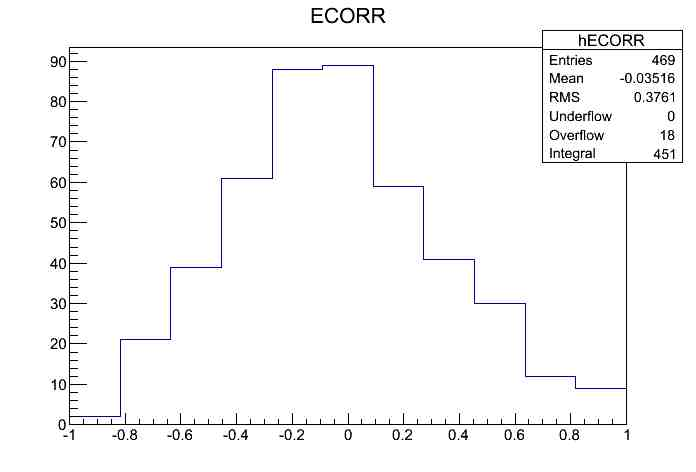 ECORR
hECORR
Entries 469
Mean -0.03516
RMS 0.3761
Underflow 0
Overflow 18
Integral 451
90
80
70
60
50
40
30
20
10
0
-1 -0.8 -0.6 -0.4 -0.2 0 0.2 0.4 0.6 0.8 1